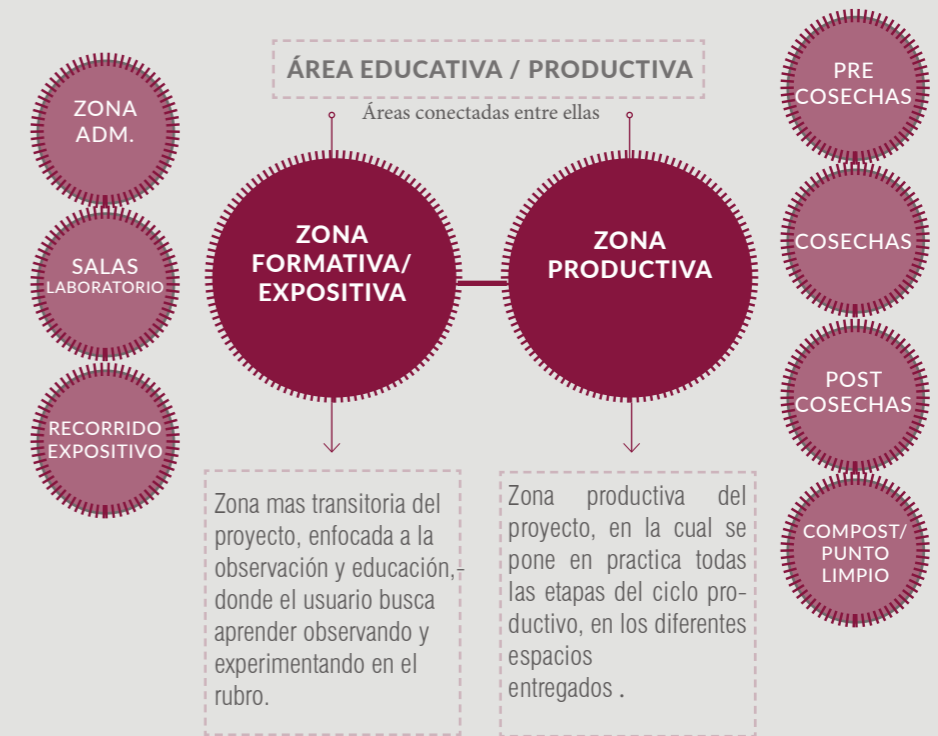 ÁREA EDUCATIVA / PRODUCTIVA
Áreas conectadas entre ellas
ZONA
ADM.
SALAS
LABORATORIO
RECORRIDO
EXPOSITIVO
ZONA
FORMATIVA/
EXPOSITIVA
ZONA
PRODUCTIVA
PRE
COSECHAS
COSECHAS
POST
COSECHAS
COMPOST/
PUNTO
LIMPIO
Zona mas transitoria del
proyecto, enfocada a la
observación y educación,-
donde el usuario busca
aprender observando y
experimentando en el
rubro.
Zona productiva del
proyecto, en la cual se
pone en practica todas
las etapas del ciclo pro-
ductivo, en los diferentes
espacios
entregados .